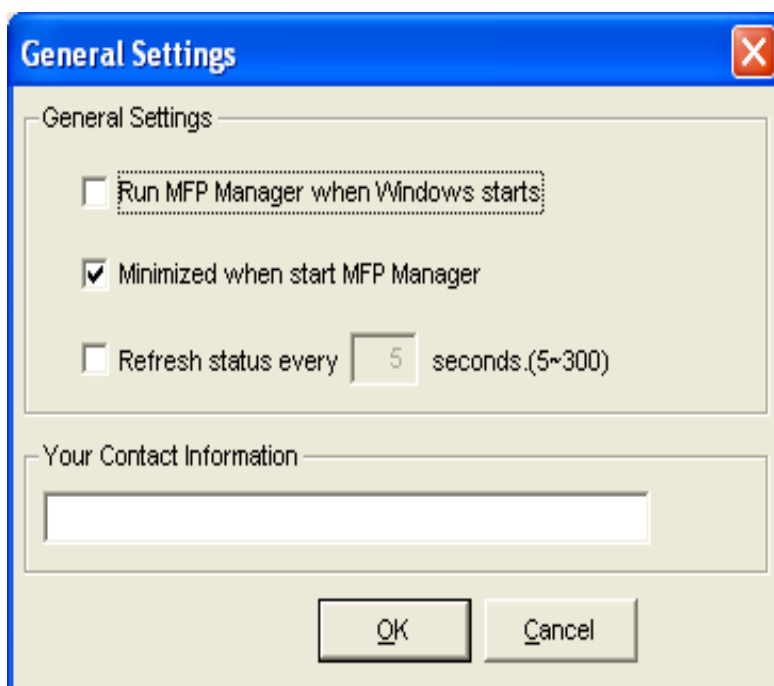 General Settings
General Settings
Run MFP Manager when Windows starts
Minimized when start MFP Manager
Refresh status every 5 seconds.(5~300)
Your Contact Information
OK Cancel